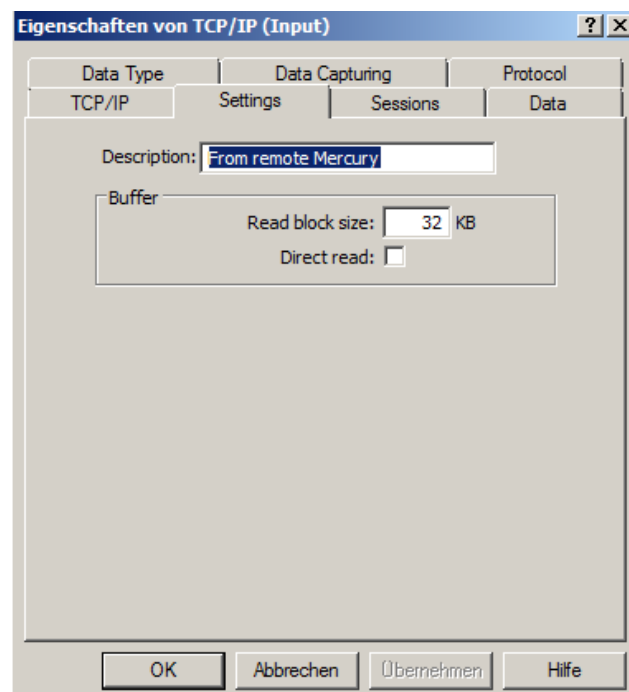 Eigenschaften von TCP/IP (Input)
Data Type Data Capturing Protocol
TCP/IP Settings Sessions Data
Description: From remote Mercury
Buffer
Read block size: 32 KB
Direct read:
OK Abbrechen Übernehmen Hilfe